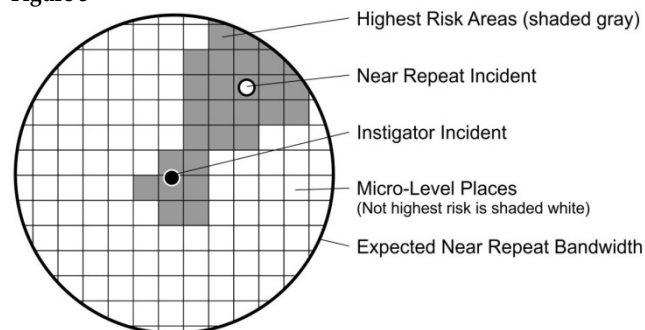 Highest Risk Areas (shaded gray)
Near Repeat Incident
Instigator Incident
Micro-Level Places
(Not highest risk is shaded white)
Expected Near Repeat Bandwidth